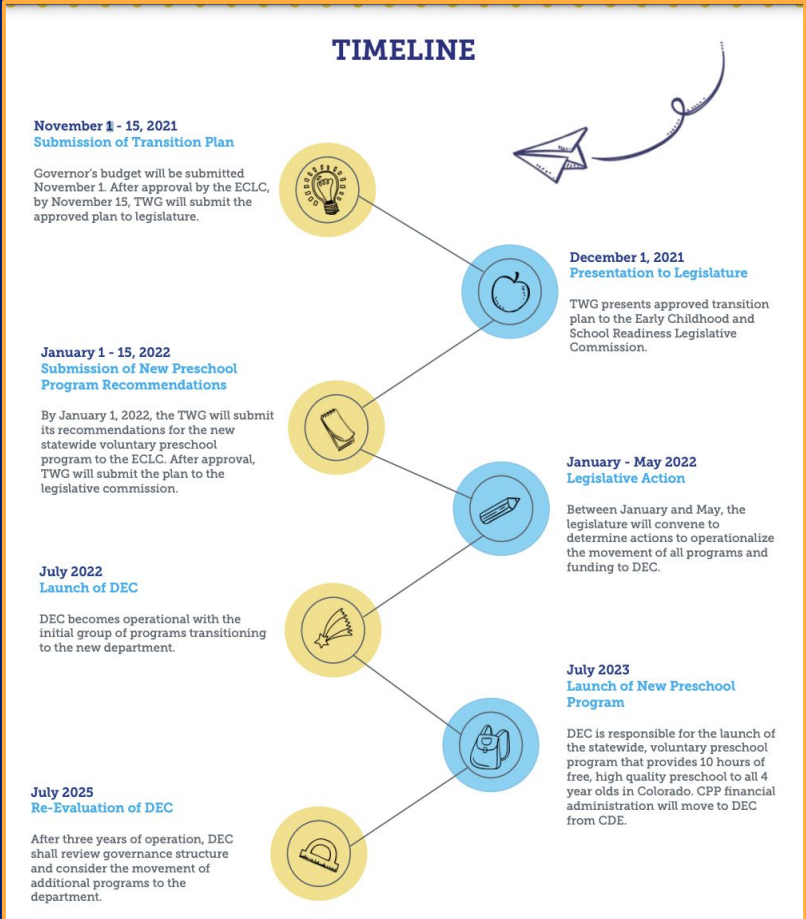 TIMELINE
November 1 - 15, 2021
Submission of Transition Plan
Governor's budget will be submitted
November 1. After approval by the ECLC,
by November 15, TWG will submit the
approved plan to legislature.
December 1, 2021
Presentation to Legislature
TWG presents approved transition
plan to the Early Childhood and
School Readiness Legislative
Commission.
January 1 - 15, 2022
Submission of New Preschool
Program Recommendations
By January 1, 2022, the TWG will submit
its recommendations for the new
statewide voluntary preschool
program to the ECLC. After approval,
TWG will submit the plan to the
legislative commission.
January - May 2022
Legislative Action
Between January and May, the
legislature will convene to
determine actions to operationalize
the movement of all programs and
funding to DEC.
July 2022
Launch of DEC
DEC becomes operational with the
initial group of programs transitioning
to the new department.
July 2023
Launch of New Preschool
Program
DEC is responsible for the launch of
the statewide, voluntary preschool
program that provides 10 hours of
free, high quality preschool to all 4
year olds in Colorado. CPP financial
administration will move to DEC
from CDE.
July 2025
Re-Evaluation of DEC
After three years of operation, DEC
shall review governance structure
and consider the movement of
additional programs to the
department.